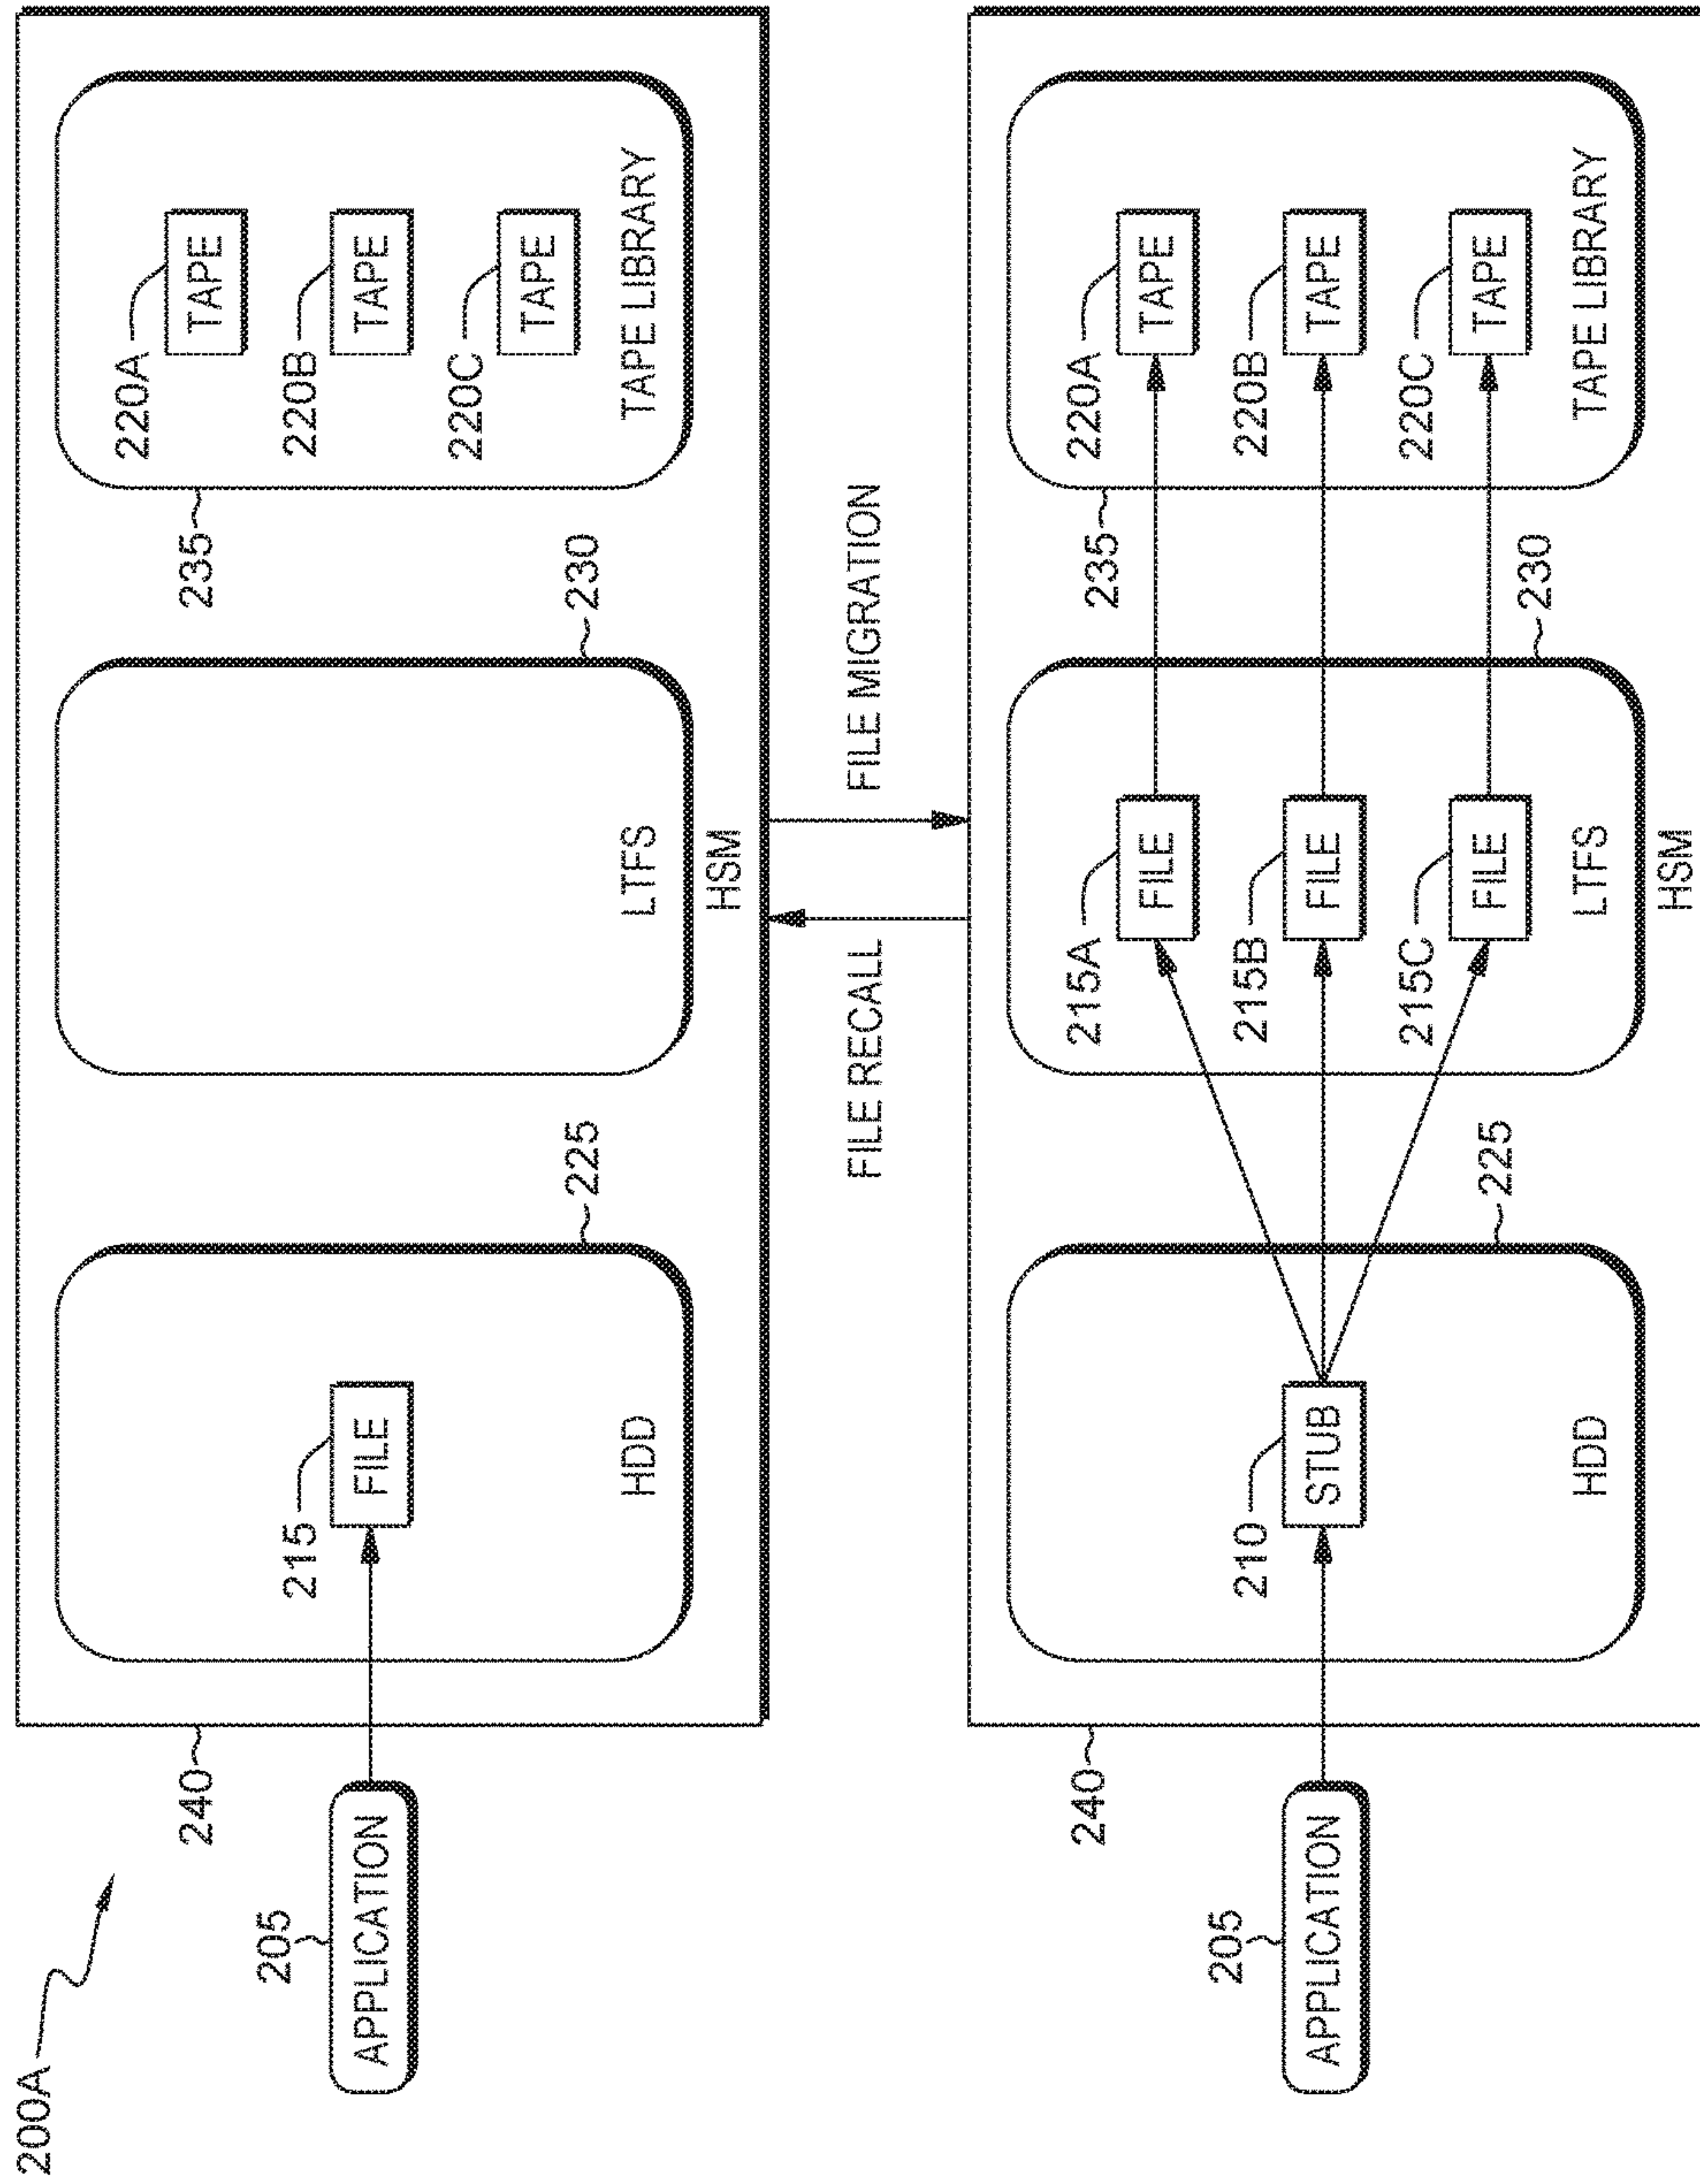 200A
220A
240
235
TAPE
205
215
220B
APPLICATION
FILE
TAPE
220C
TAPE
225
230
HDD
LTFS
TAPE LIBRARY
HSM
FILE RECALL
FILE MIGRATION
240
215A
235
220A
FILE
TAPE
205
210
215B
220B
APPLICATION
STUB
FILE
TAPE
215C
220C
FILE
TAPE
225
230
HDD
LTFS
TAPE LIBRARY
HSM